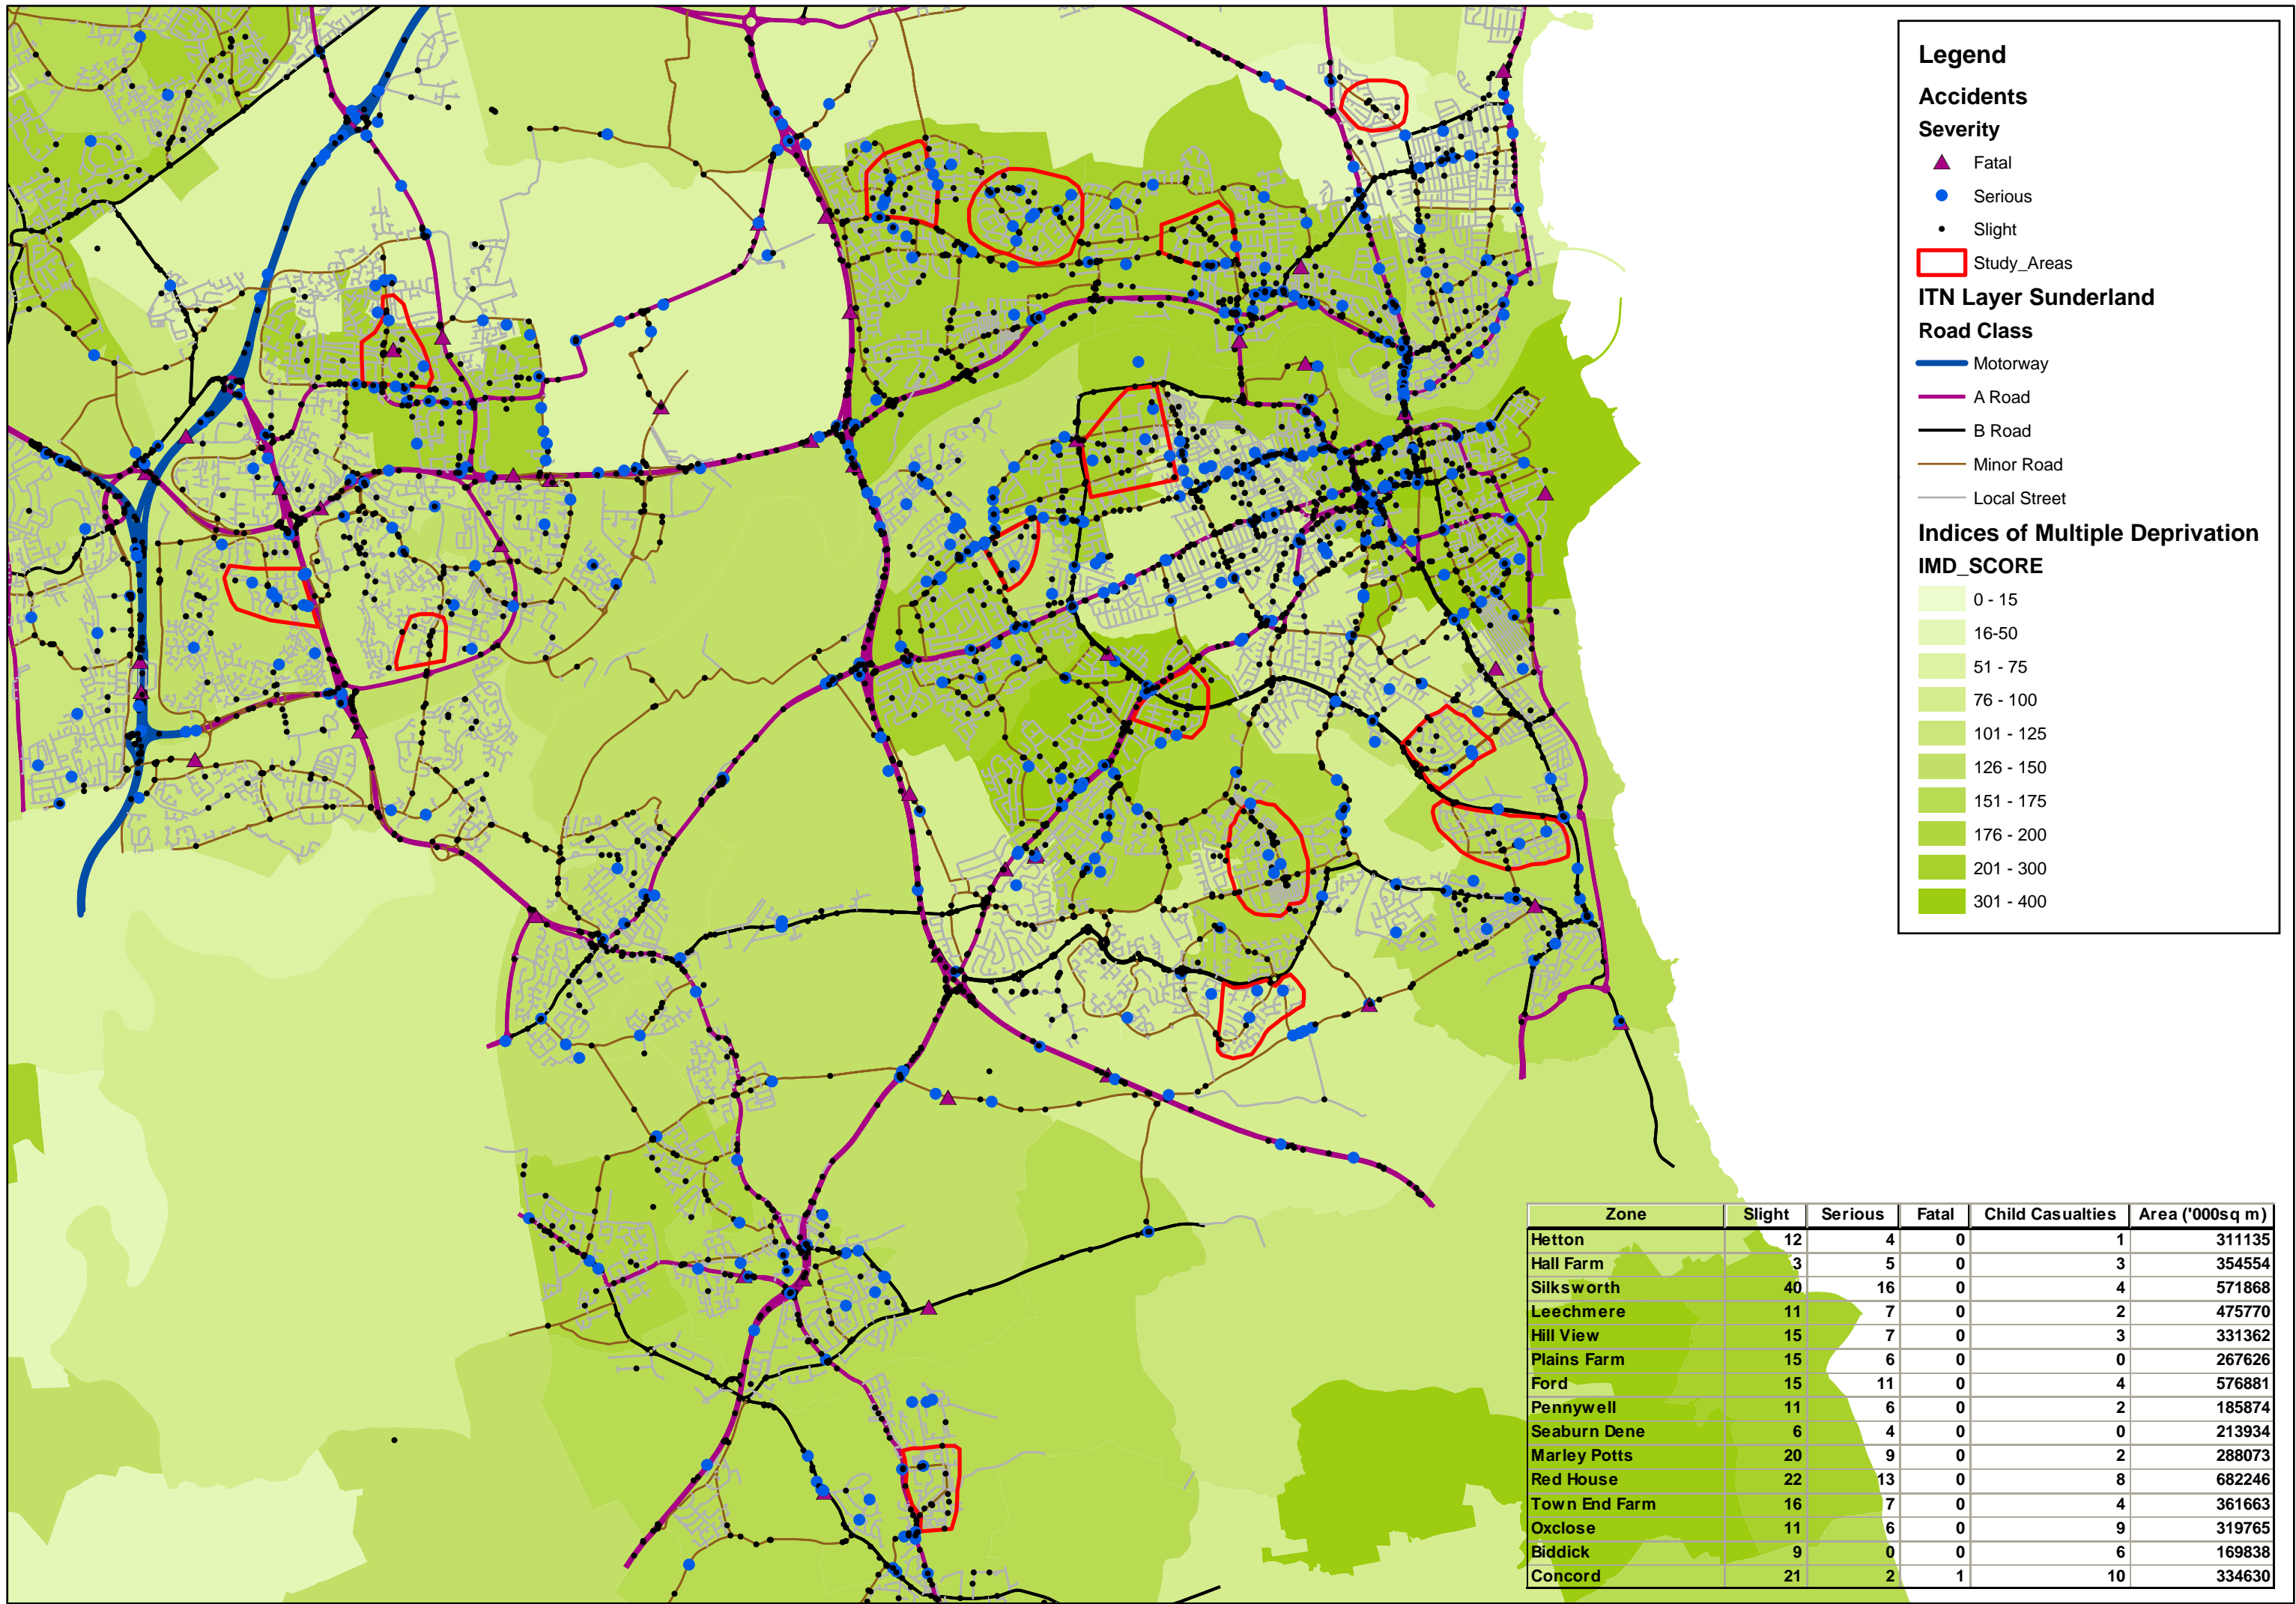 Legend
Accidents
Severity
Fatal
Serious
Slight
Study_Areas
ITN Layer Sunderland
Road Class
Motorway
A Road
B Road
Minor Road
Local Street
Indices of Multiple Deprivation
IMD_SCORE
0 - 15
16-50
51 - 75
76 - 100
101 - 125
126 - 150
151 - 175
176 - 200
201 - 300
301 - 400
Zone Slight Serious Fatal Child Casualties Area ('000sq m)
Hetton 12 4 0 1 311135
Hall Farm 3 5 0 3 354554
Silksworth 40 16 0 4 571868
Leechmere 11 7 0 2 475770
Hill View 15 7 0 3 331362
Plains Farm 15 6 0 0 267626
Ford 15 11 0 4 576881
Pennywell 11 6 0 2 185874
Seaburn Dene 6 4 0 0 213934
Marley Potts 20 9 0 2 288073
Red House 22 13 0 8 682246
Town End Farm 16 7 0 4 361663
Oxclose 11 6 0 9 319765
Biddick 9 0 0 6 169838
Concord 21 2 1 10 334630